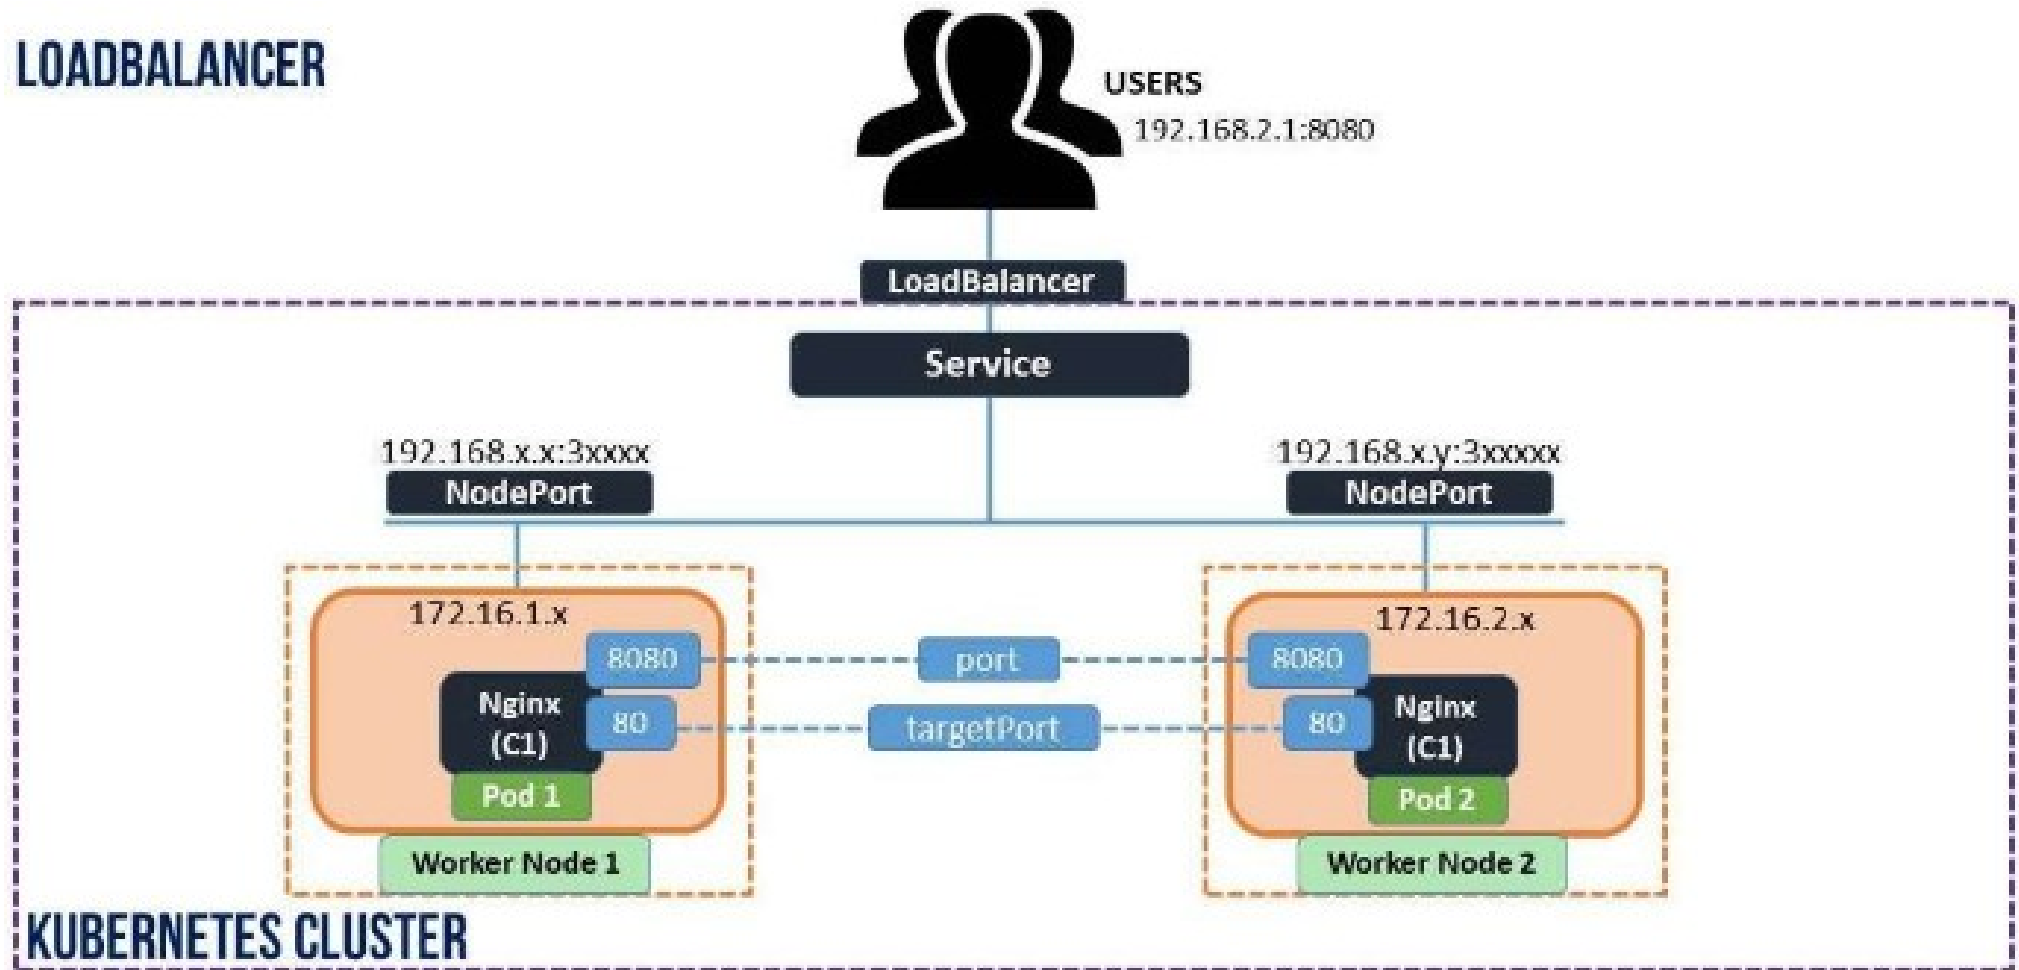 LOADBALANCER
USERS
192.168.2.1:8080
LoadBalancer
Service
192.168.x.x:3xxxx
192.168.x.y:3xxxxx
NodePort
NodePort
172.16.1.x
172.16.2.x
8080
port
8080
Nginx
(C1)
80
targetPort
80
Nginx
(C1)
Pod 1
Pod 2
Worker Node 1
Worker Node 2
KUBERNETES CLUSTER